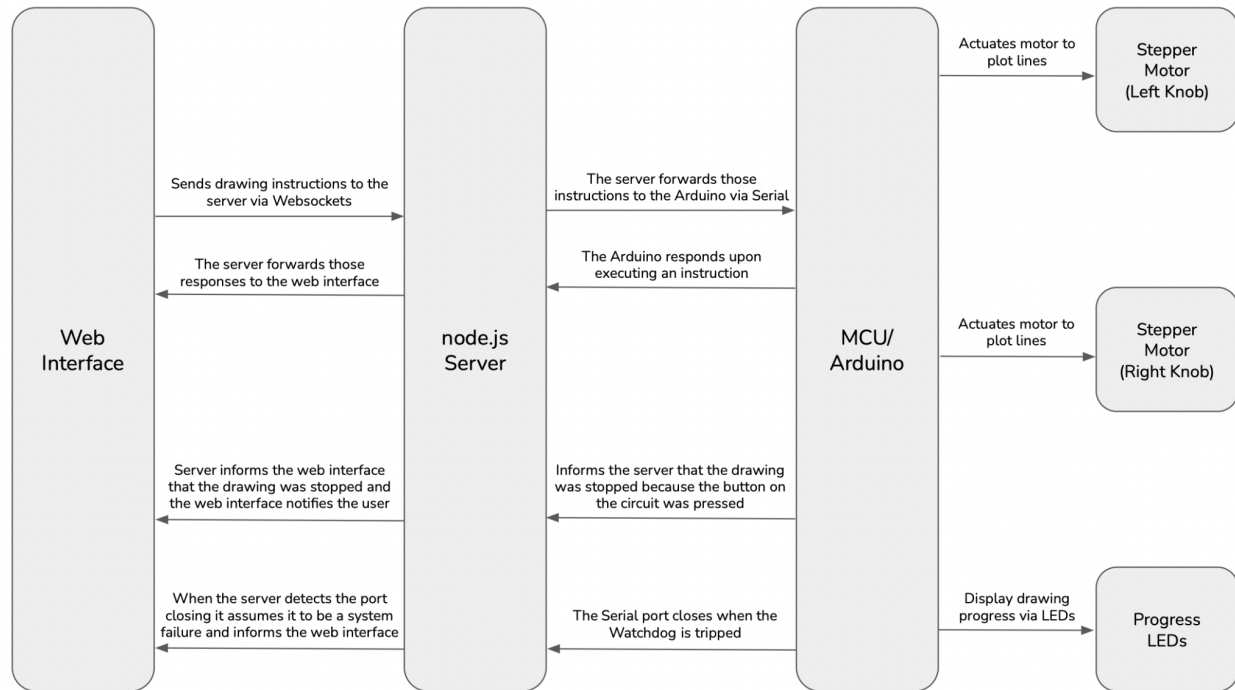 Actuates motor to
plot lines
Stepper
Motor
(Left Knob)
Sends drawing instructions to the
server via Websockets
The server forwards those
instructions to the Arduino via Serial
The server forwards those
responses to the web interface
The Arduino responds upon
executing an instruction
Web
Interface
node.js
Server
MCU/
Arduino
Actuates motor to
plot lines
Stepper
Motor
(Right Knob)
Server informs the web interface
that the drawing was stopped and
the web interface notifies the user
Informs the server that the drawing
was stopped because the button on
the circuit was pressed
When the server detects the port
closing it assumes it to be a system
failure and informs the web interface
The Serial port closes when the
Watchdog is tripped
Display drawing
progress via LEDs
Progress
LEDs